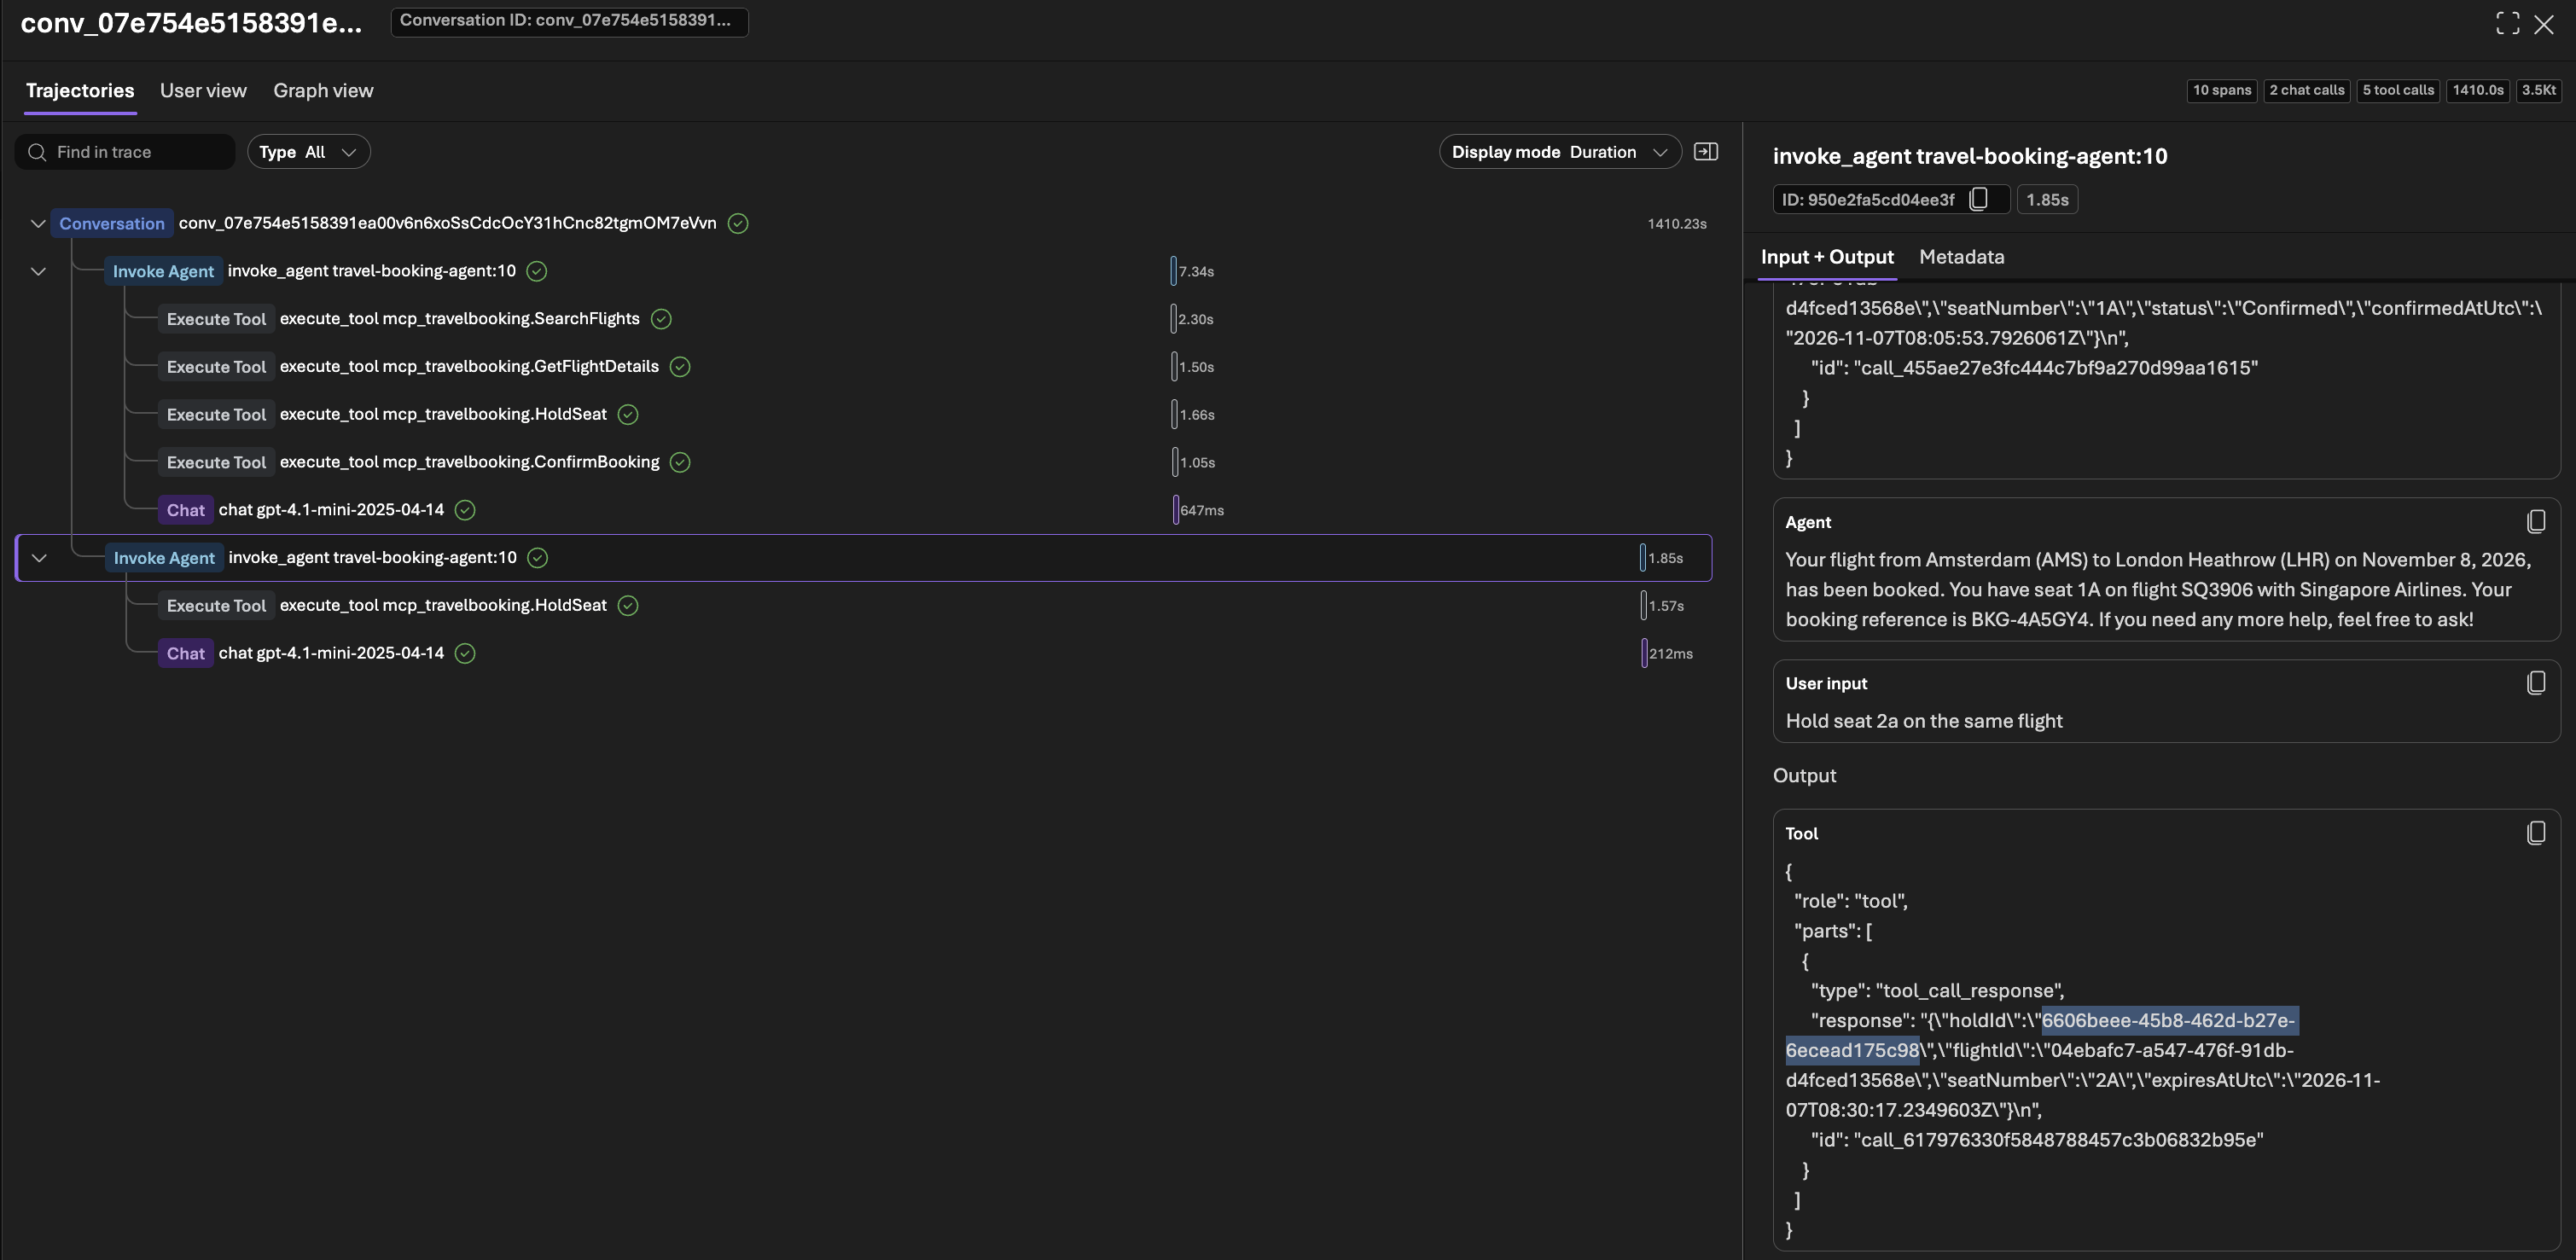 conv_07e754e5158391e...
Conversation ID: conv_07e754e5158391...
Trajectories
User view
Graph view
10 spans
2 chat calls
5 tool calls
1410.0s
3.5Kt
Find in trace
Type All
Display mode Duration
Conversation conv_07e754e5158391ea00v6n6xoSsCdcOcY31hCnc82tgmOM7eVvn 1410.23s
Invoke Agent invoke_agent travel-booking-agent:10 7.34s
Execute Tool execute_tool mcp_travelbooking.SearchFlights 2.30s
Execute Tool execute_tool mcp_travelbooking.GetFlightDetails 1.50s
Execute Tool execute_tool mcp_travelbooking.HoldSeat 1.66s
Execute Tool execute_tool mcp_travelbooking.ConfirmBooking 1.05s
Chat chat gpt-4.1-mini-2025-04-14 647ms
Invoke Agent invoke_agent travel-booking-agent:10 1.85s
Execute Tool execute_tool mcp_travelbooking.HoldSeat 1.57s
Chat chat gpt-4.1-mini-2025-04-14 212ms
invoke_agent travel-booking-agent:10
ID: 950e2fa5cd04ee3f
1.85s
Input + Output
Metadata
d4fced13568e\",\"seatNumber\":\"1A\",\"status\":\"Confirmed\",\"confirmedAtUtc\":\
"2026-11-07T08:05:53.7926061Z\"}\n",
"id": "call_455ae27e3fc444c7bf9a270d99aa1615"
}
]
}
Agent
Your flight from Amsterdam (AMS) to London Heathrow (LHR) on November 8, 2026,
has been booked. You have seat 1A on flight SQ3906 with Singapore Airlines. Your
booking reference is BKG-4A5GY4. If you need any more help, feel free to ask!
User input
Hold seat 2a on the same flight
Output
Tool
{
"role": "tool",
"parts": [
{
"type": "tool_call_response",
"response": "{\"holdId\":\"6606beee-45b8-462d-b27e-
6ecead175c98\",\"flightId\":\"04ebafc7-a547-476f-91db-
d4fced13568e\",\"seatNumber\":\"2A\",\"expiresAtUtc\":\"2026-11-
07T08:30:17.2349603Z\"}\n",
"id": "call_617976330f5848788457c3b06832b95e"
}
]
}